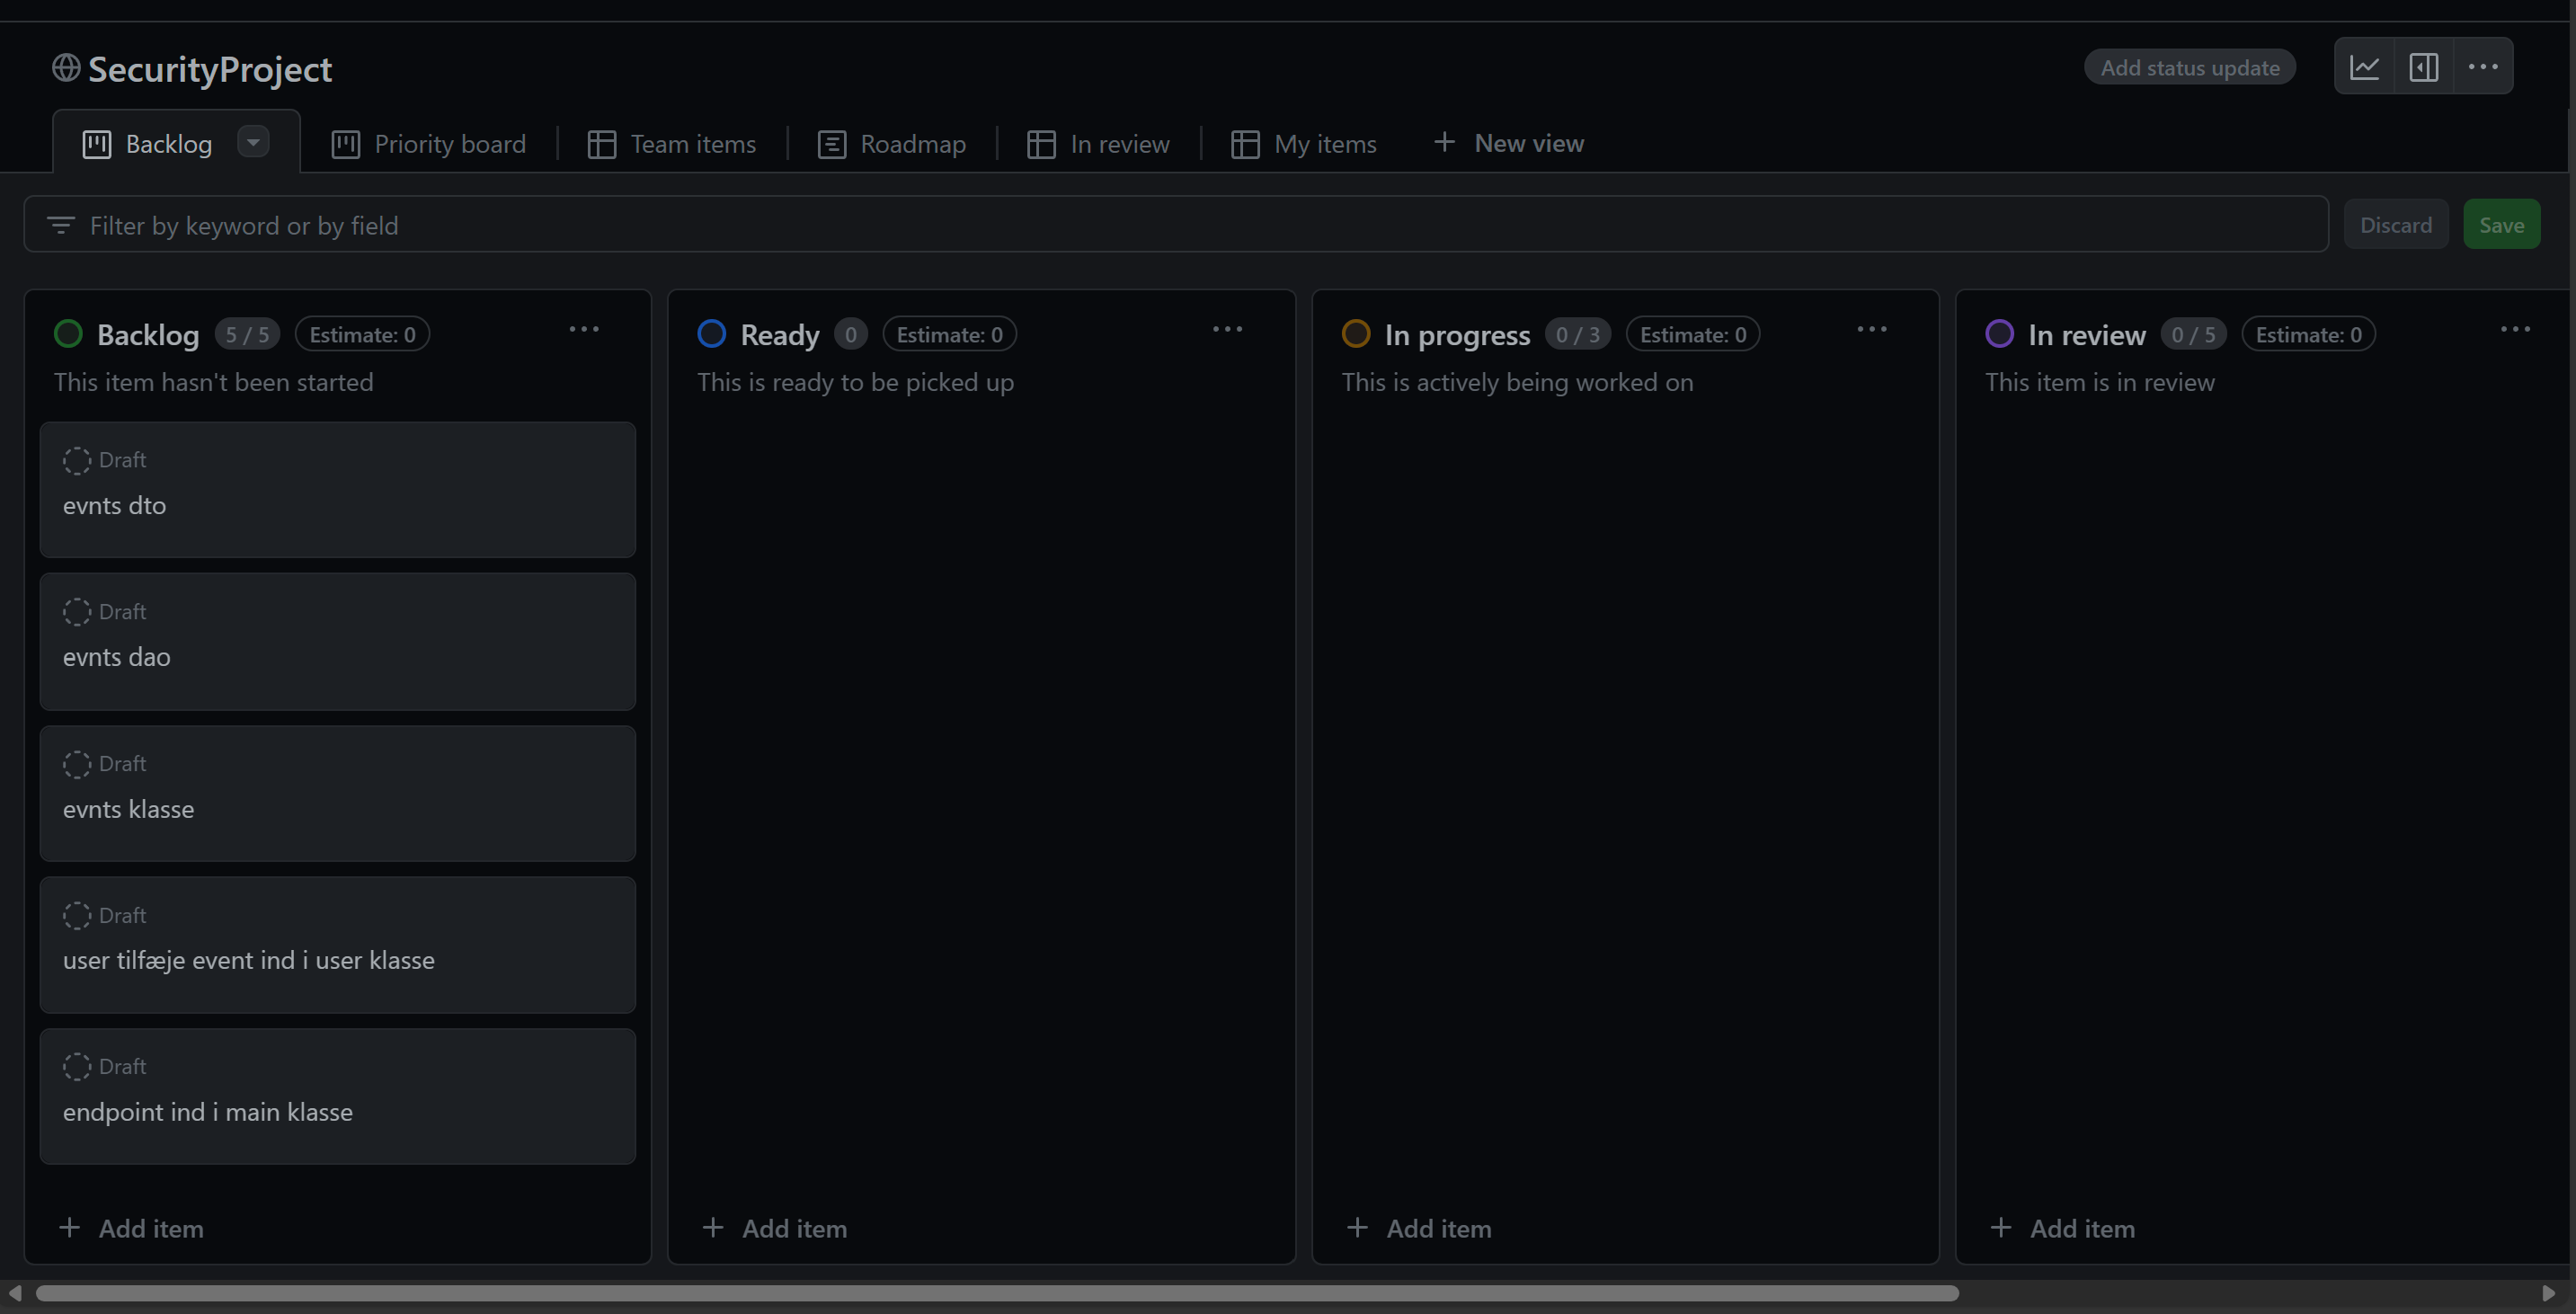 SecurityProject
Add status update
Backlog
Priority board
Team items
Roadmap
In review
My items
New view
Filter by keyword or by field
Discard
Save
Backlog 5 / 5 Estimate: 0
This item hasn't been started
Draft
evnts dto
Draft
evnts dao
Draft
evnts klasse
Draft
user tilfæje event ind i user klasse
Draft
endpoint ind i main klasse
Add item
Ready 0 Estimate: 0
This is ready to be picked up
Add item
In progress 0 / 3 Estimate: 0
This is actively being worked on
Add item
In review 0 / 5 Estimate: 0
This item is in review
Add item